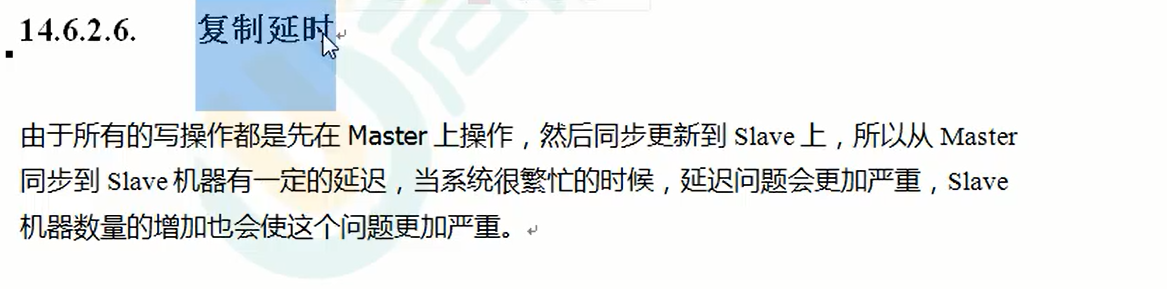 14.6.2.6. 复制延时
由于所有的写操作都是先在 Master 上操作，然后同步更新到 Slave 上，所以从 Master
同步到 Slave 机器有一定的延迟，当系统很繁忙的时候，延迟问题会更加严重，Slave
机器数量的增加也会使这个问题更加严重。